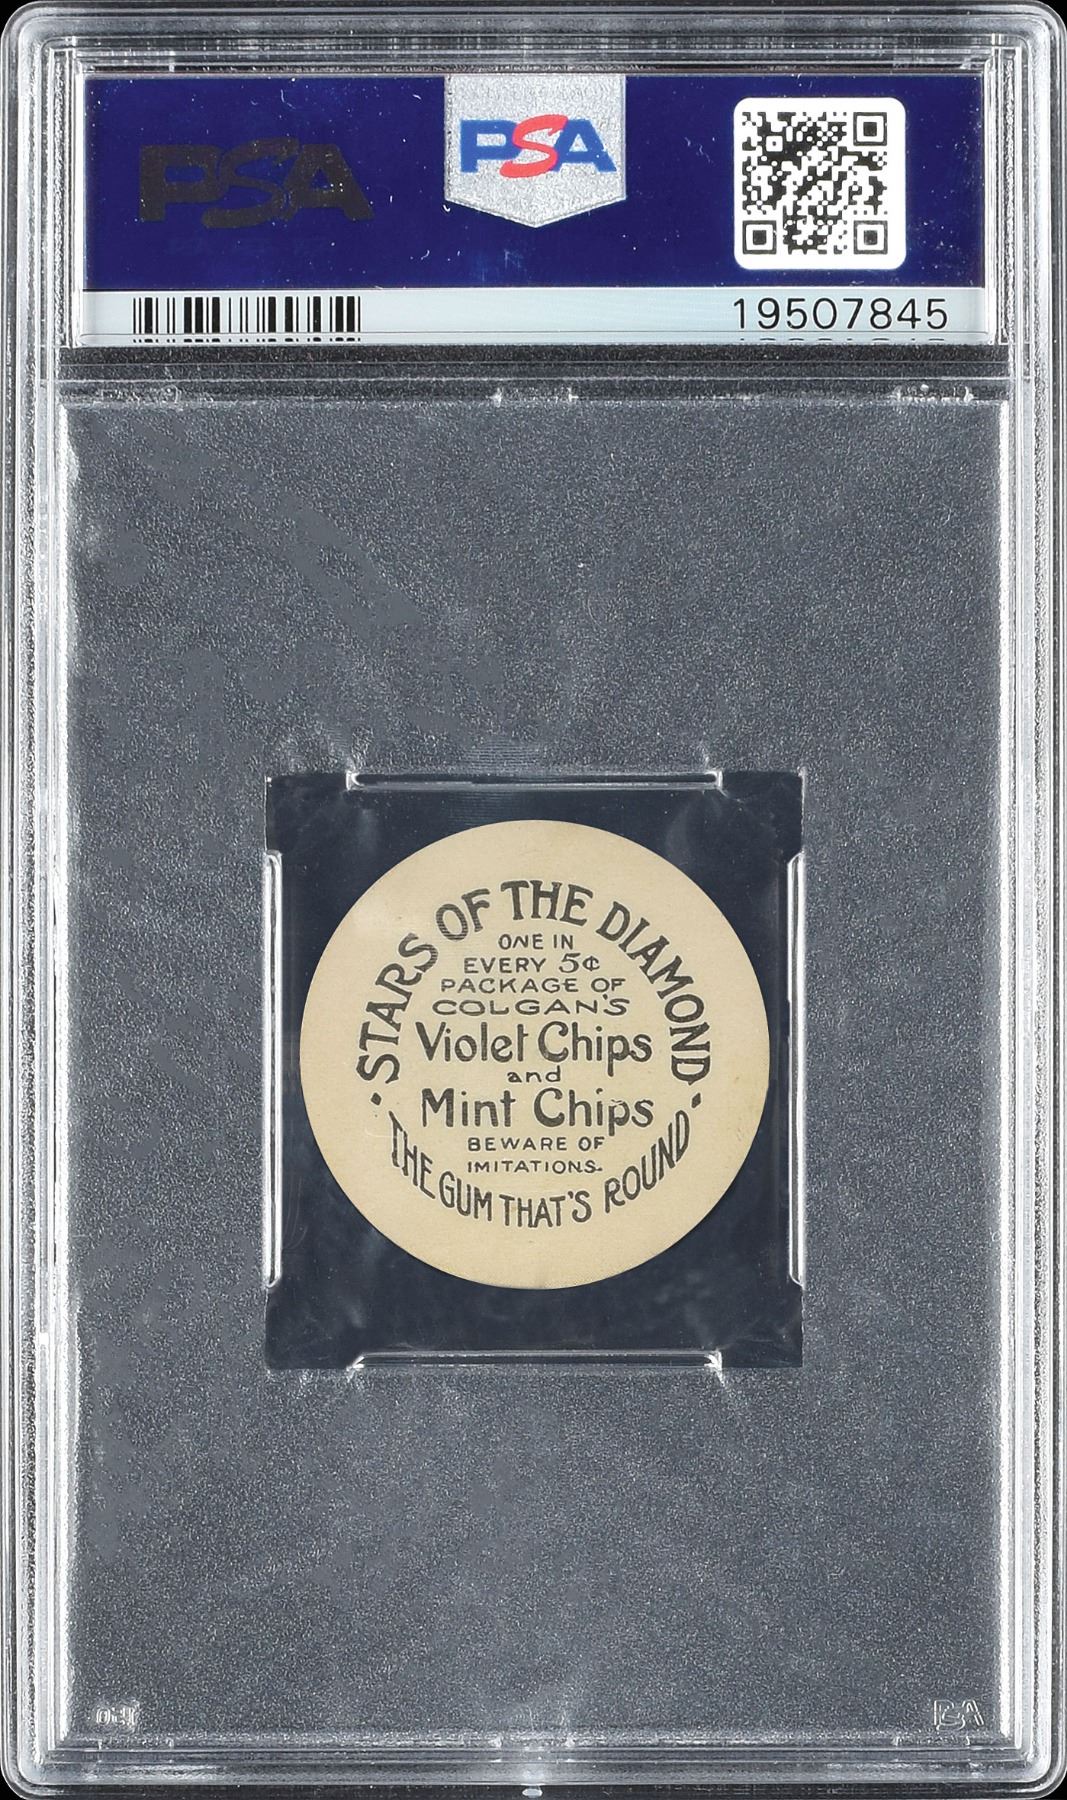 PSA
PSA
19507845
STARS OF THE DIAMOND
ONE IN
EVERY 5¢
PACKAGE OF
COLGAN'S
Violet Chips
and
Mint Chips
BEWARE OF
IMITATIONS.
THE GUM THAT'S ROUND
PSA